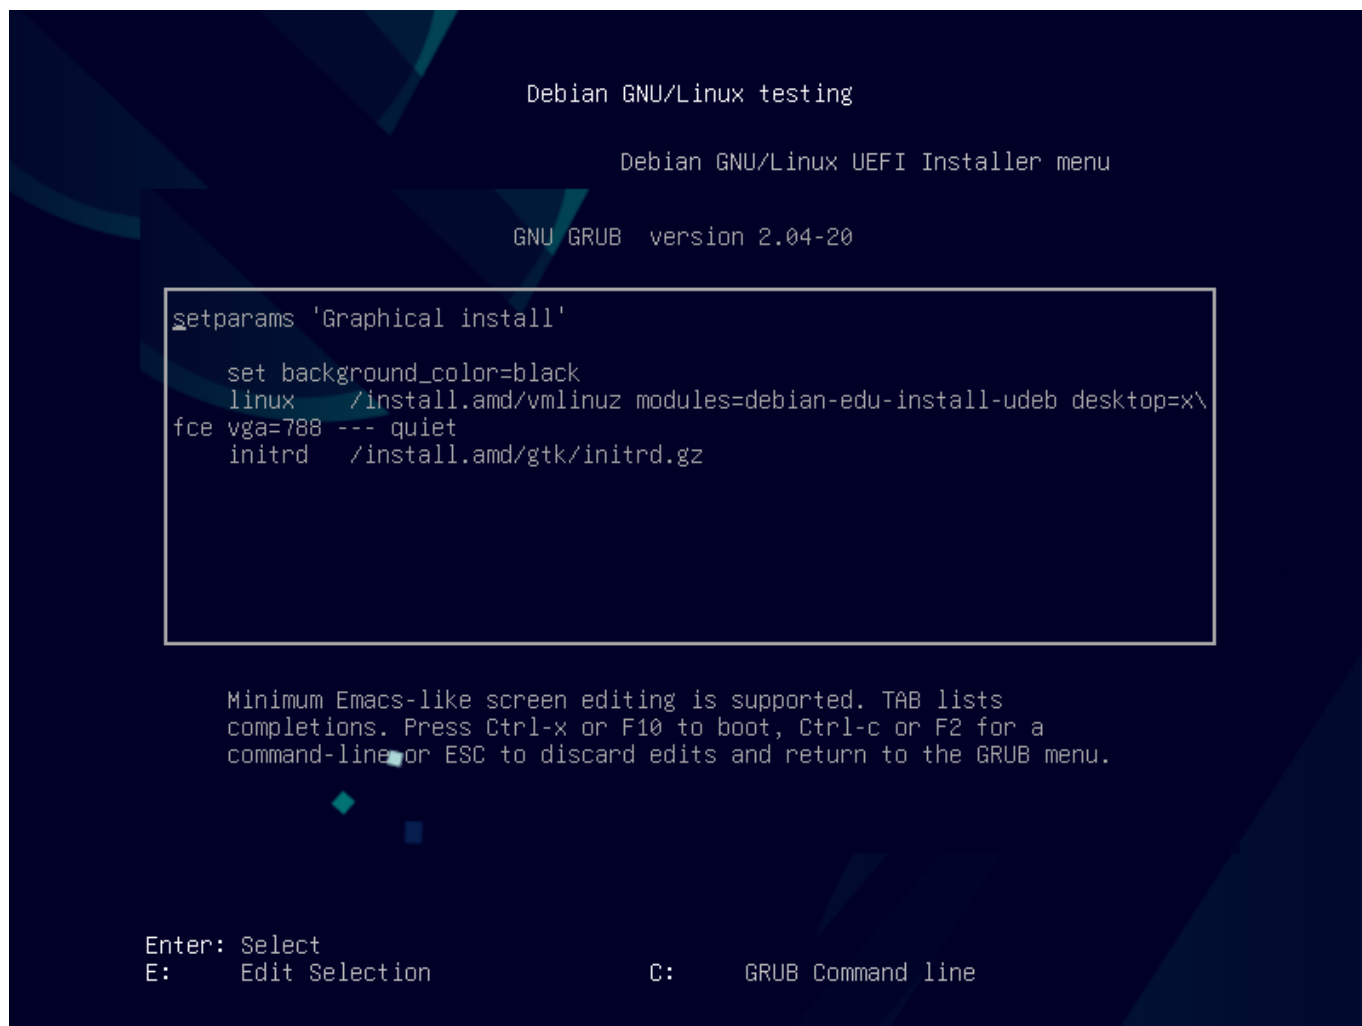 Debian GNU/Linux testing
Debian GNU/Linux UEFI Installer menu
GNU GRUB  version 2.04-20
setparams 'Graphical install'
set background_color=black
linux    /install.amd/vmlinuz modules=debian-edu-install-udeb desktop=x\
fce vga=788 --- quiet
initrd   /install.amd/gtk/initrd.gz
Minimum Emacs-like screen editing is supported. TAB lists
completions. Press Ctrl-x or F10 to boot, Ctrl-c or F2 for a
command-line or ESC to discard edits and return to the GRUB menu.
Enter: Select
E:     Edit Selection                C:     GRUB Command line